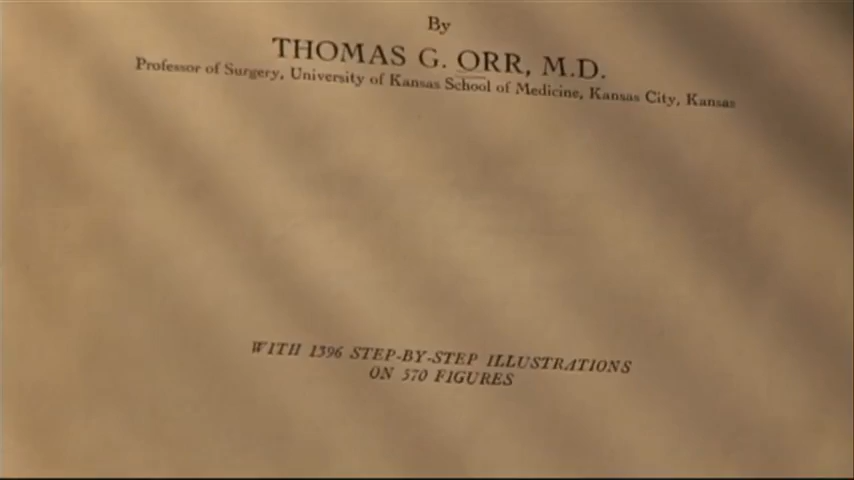 By
THOMAS G. ORR, M.D.
Professor of Surgery, University of Kansas School of Medicine, Kansas City, Kansas
WITH 1396 STEP-BY-STEP ILLUSTRATIONS
ON 570 FIGURES